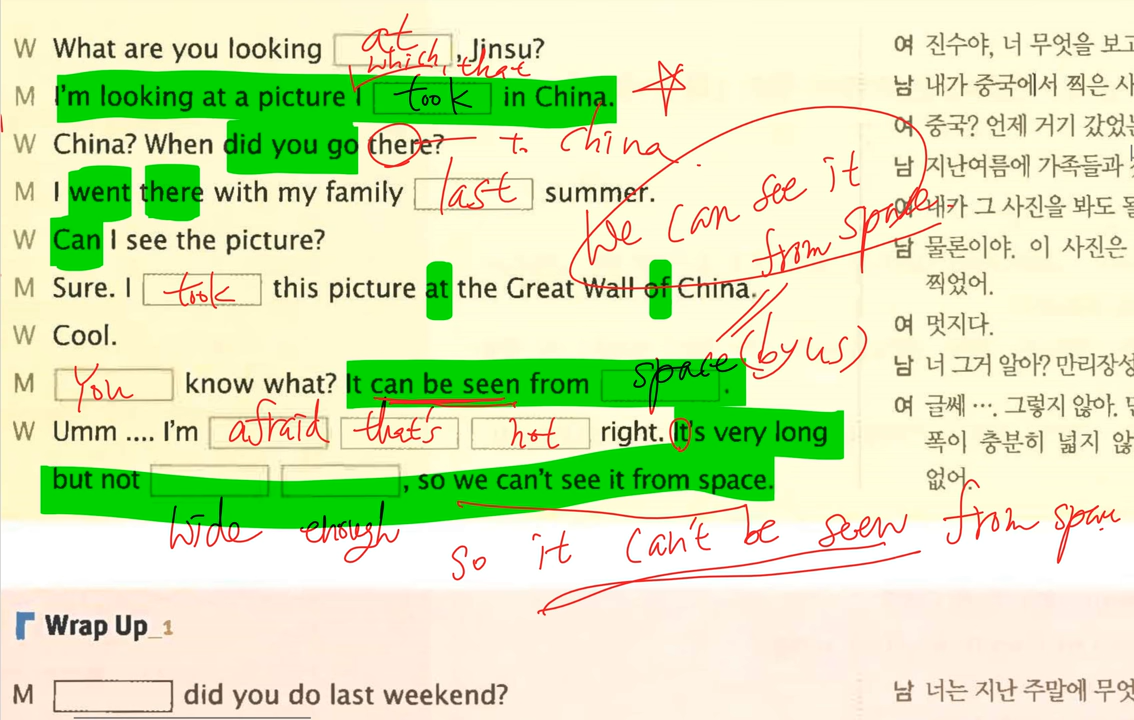 W What are you looking at , Jinsu?
which, that
M I'm looking at a picture I took in China.
W China? When did you go there? to China
M I went there with my family last summer.
We can see it from space
W Can I see the picture?
M Sure. I took this picture at the Great Wall of China.
W Cool.
M You know what? It can be seen from space. (by us)
W Umm .... I'm afraid that's not right. It's very long
but not , so we can't see it from space.
wide enough
so it can't be seen from space
여 진수야, 너 무엇을 보고
남 내가 중국에서 찍은 사
여 중국? 언제 거기 갔었는
남 지난여름에 가족들과
여 내가 그 사진을 봐도 될
남 물론이야. 이 사진은
찍었어.
여 멋지다.
남 너 그거 알아? 만리장성
여 글쎄 …. 그렇지 않아.
폭이 충분히 넓지 않
없어.
Wrap Up_1
M did you do last weekend?
남 너는 지난 주말에 무엇